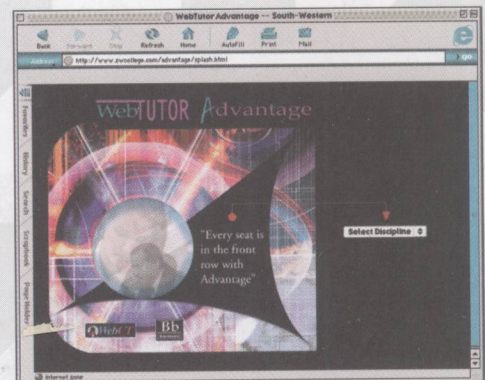 WebTutor Advantage -- South-Western
Back Forward Stop Refresh Home AutoFill Print Mail
Address http://www.swcollege.com/advantage/splash.html go
Favorites
History
Search
Scrapbook
Page Holder
WebTUTOR Advantage
"Every seat is
in the front
row with
Advantage"
Select Discipline
WebCT
Bb
Internet zone